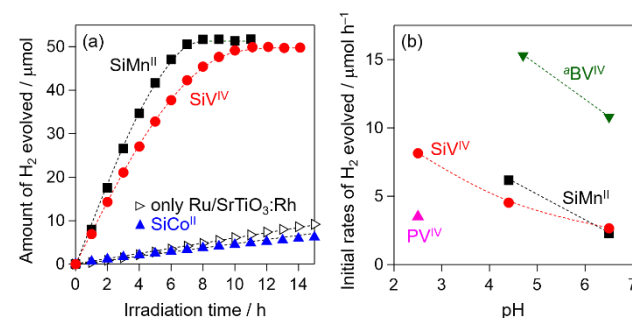 (a)
Amount of H₂ evolved / μmol
60
50
40
30
20
10
0
SiMnᴵᴵ
SiVᴵⱽ
only Ru/SrTiO₃:Rh
SiCoᴵᴵ
0 2 4 6 8 10 12 14
Irradiation time / h
(b)
Initial rates of H₂ evolved / μmol h⁻¹
15
10
5
0
ᵃBVᴵⱽ
SiVᴵⱽ
SiMnᴵᴵ
PVᴵⱽ
2 3 4 5 6 7
pH